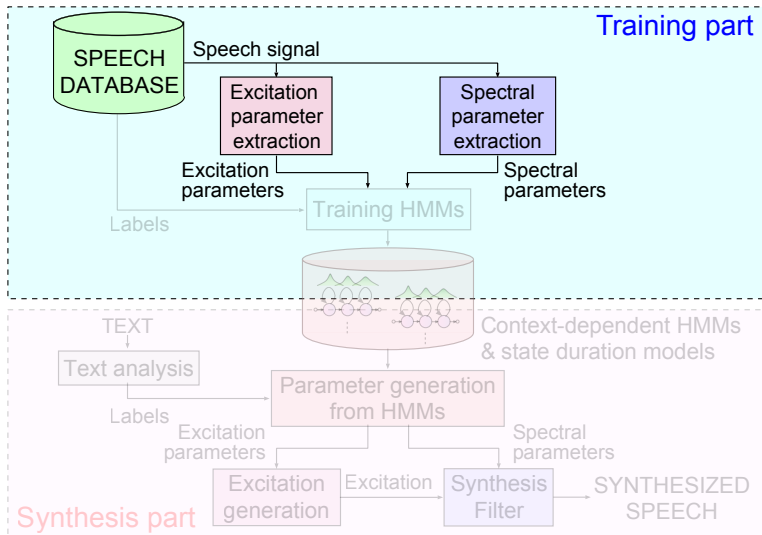 Training part
SPEECH
DATABASE
Speech signal
Excitation
parameter
extraction
Spectral
parameter
extraction
Excitation
parameters
Spectral
parameters
Training HMMs
Labels
TEXT
Context-dependent HMMs
& state duration models
Text analysis
Parameter generation
from HMMs
Labels
Excitation
parameters
Spectral
parameters
Excitation
generation
Excitation
Synthesis
Filter
SYNTHESIZED
SPEECH
Synthesis part